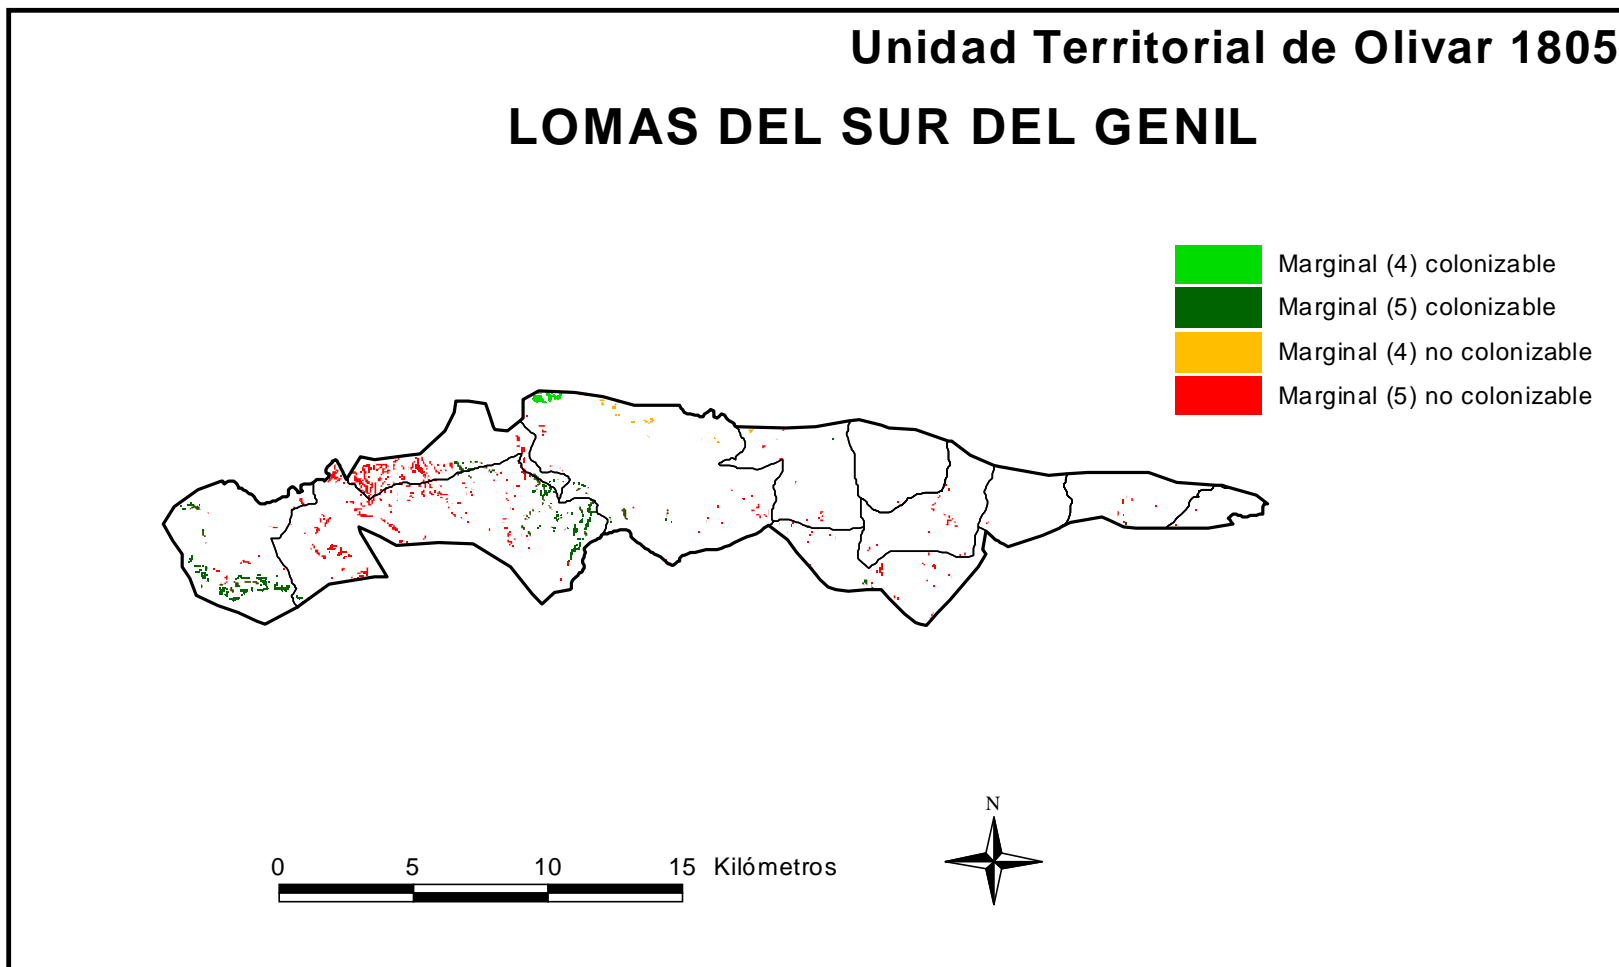 Unidad Territorial de Olivar 1805
LOMAS DEL SUR DEL GENIL
Marginal (4) colonizable
Marginal (5) colonizable
Marginal (4) no colonizable
Marginal (5) no colonizable
N
0 5 10 15 Kilómetros